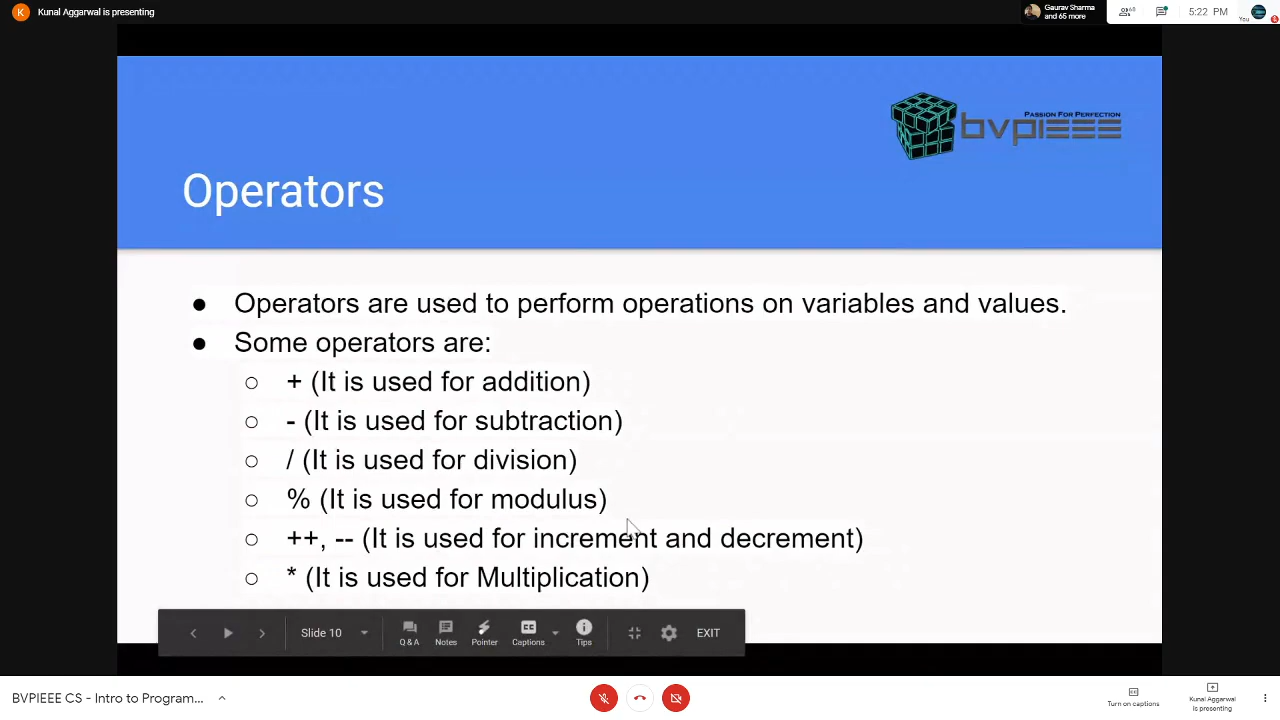 K Kunal Aggarwal is presenting
Gaurav Sharma
and 65 more
68
5:22 PM
You
PASSION FOR PERFECTION
bvpieee
Operators
● Operators are used to perform operations on variables and values.
● Some operators are:
○ + (It is used for addition)
○ - (It is used for subtraction)
○ / (It is used for division)
○ % (It is used for modulus)
○ ++, -- (It is used for increment and decrement)
○ * (It is used for Multiplication)
Slide 10
Q & A
Notes
Pointer
CC
Captions
Tips
EXIT
BVPIEEE CS - Intro to Program...
Turn on captions
Kunal Aggarwal
is presenting